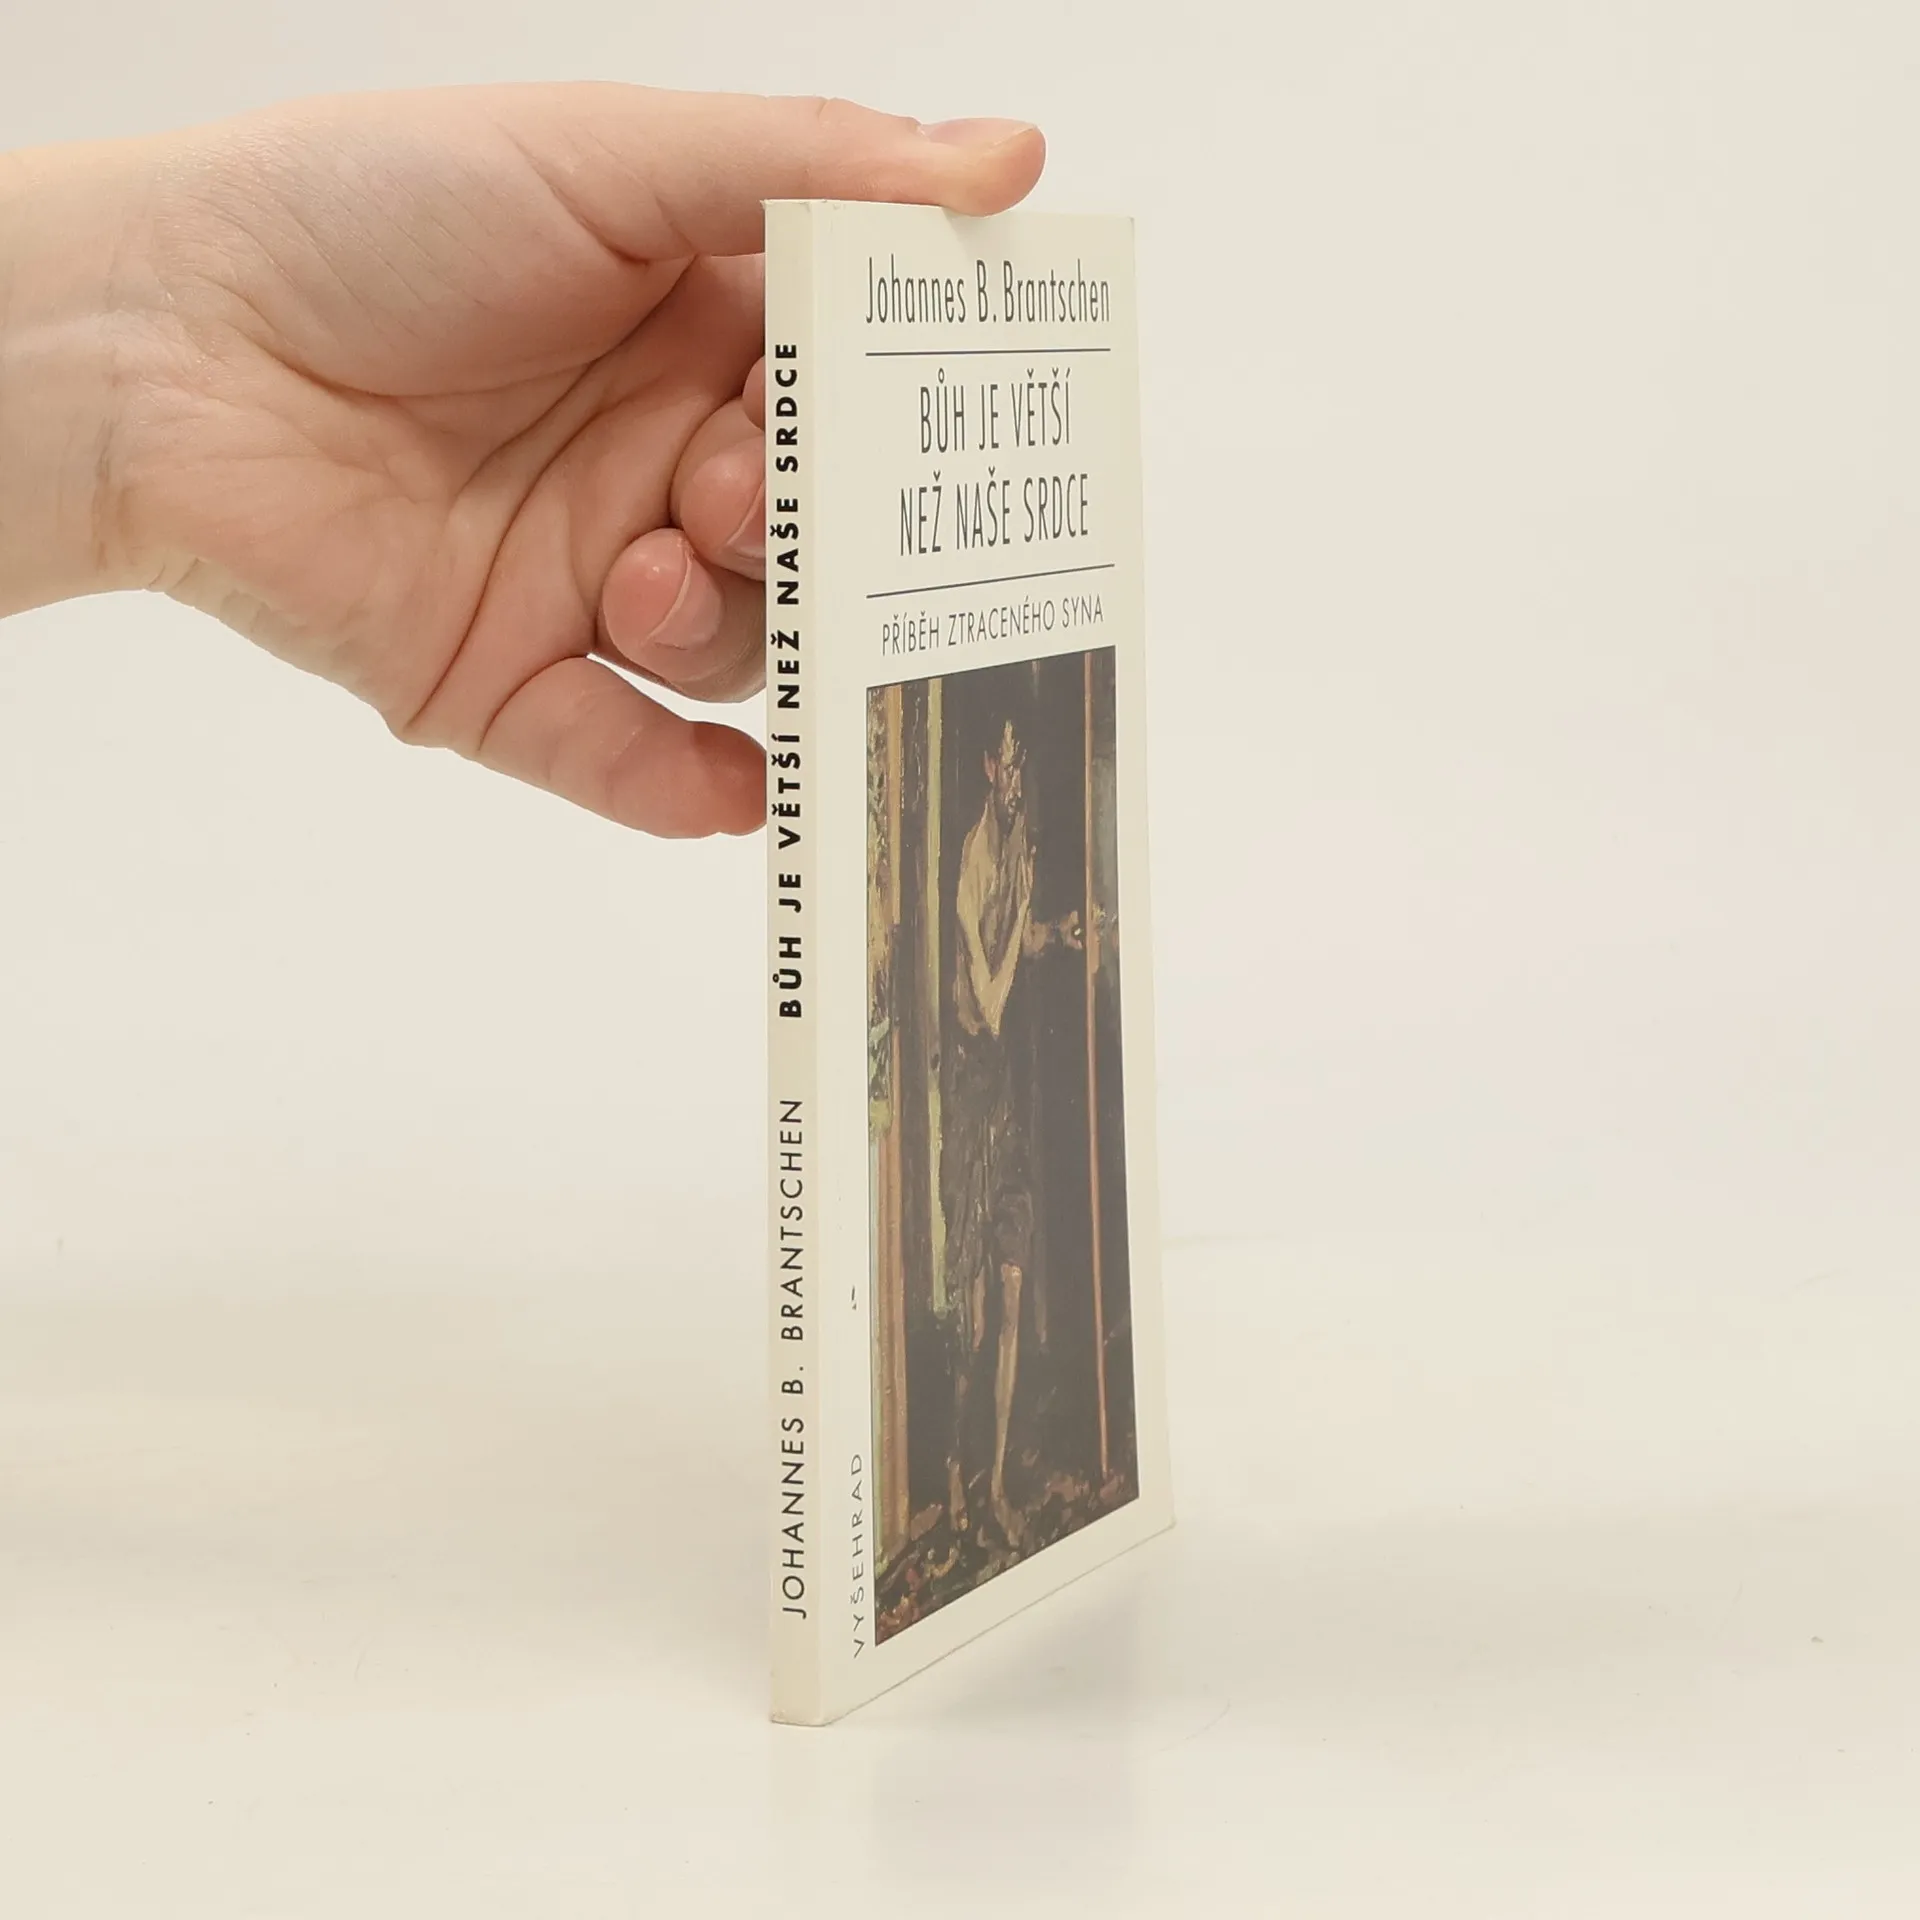 Johannes B. Brantschen
BŮH JE VĚTŠÍ
NEŽ NAŠE SRDCE
PŘÍBĚH ZTRACENÉHO SYNA
VYŠEHRAD
JOHANNES B. BRANTSCHEN BŮH JE VĚTŠÍ NEŽ NAŠE SRDCE